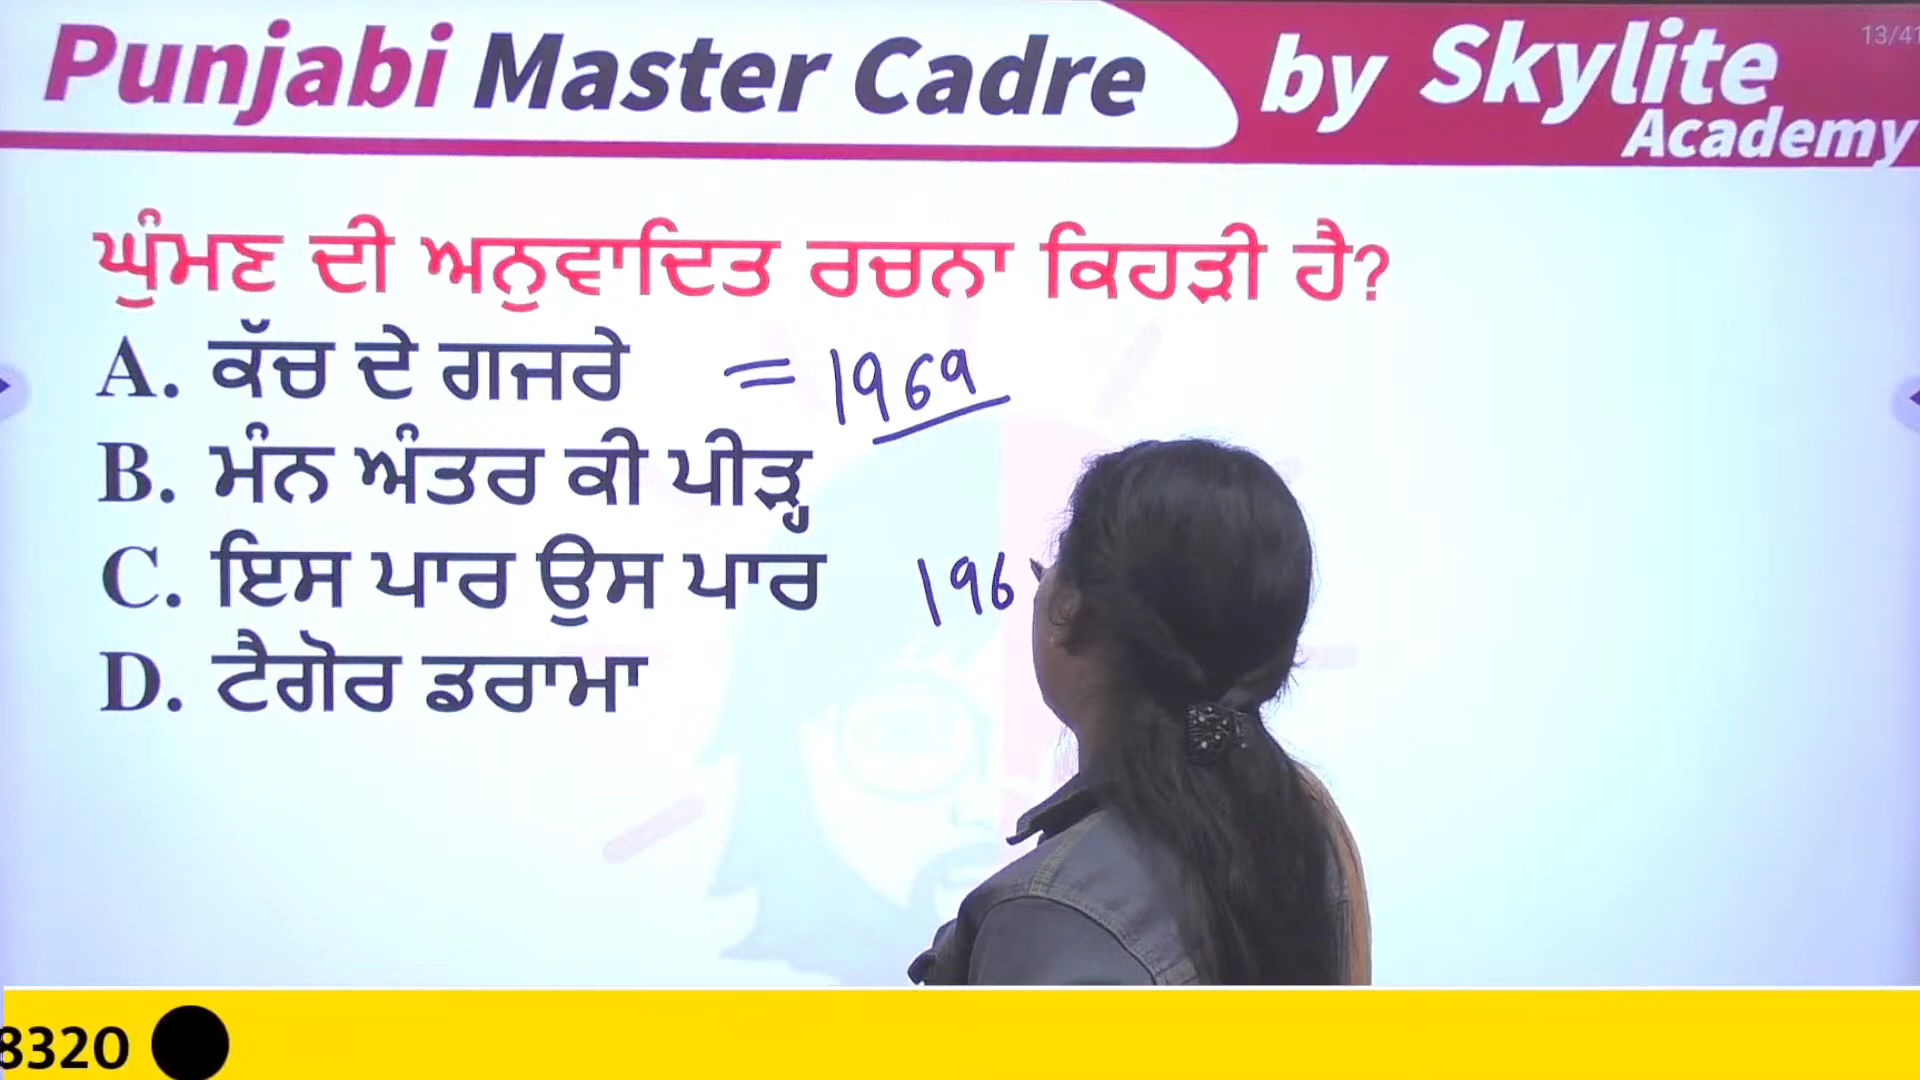 Punjabi Master Cadre by Skylite Academy
13/41
ਘੁੰਮਣ ਦੀ ਅਨੁਵਾਦਿਤ ਰਚਨਾ ਕਿਹੜੀ ਹੈ?
A. ਕੱਚ ਦੇ ਗਜਰੇ = 1969
B. ਮੰਨ ਅੰਤਰ ਕੀ ਪੀੜ੍ਹ
C. ਇਸ ਪਾਰ ਉਸ ਪਾਰ 196
D. ਟੈਗੋਰ ਡਰਾਮਾ
8320